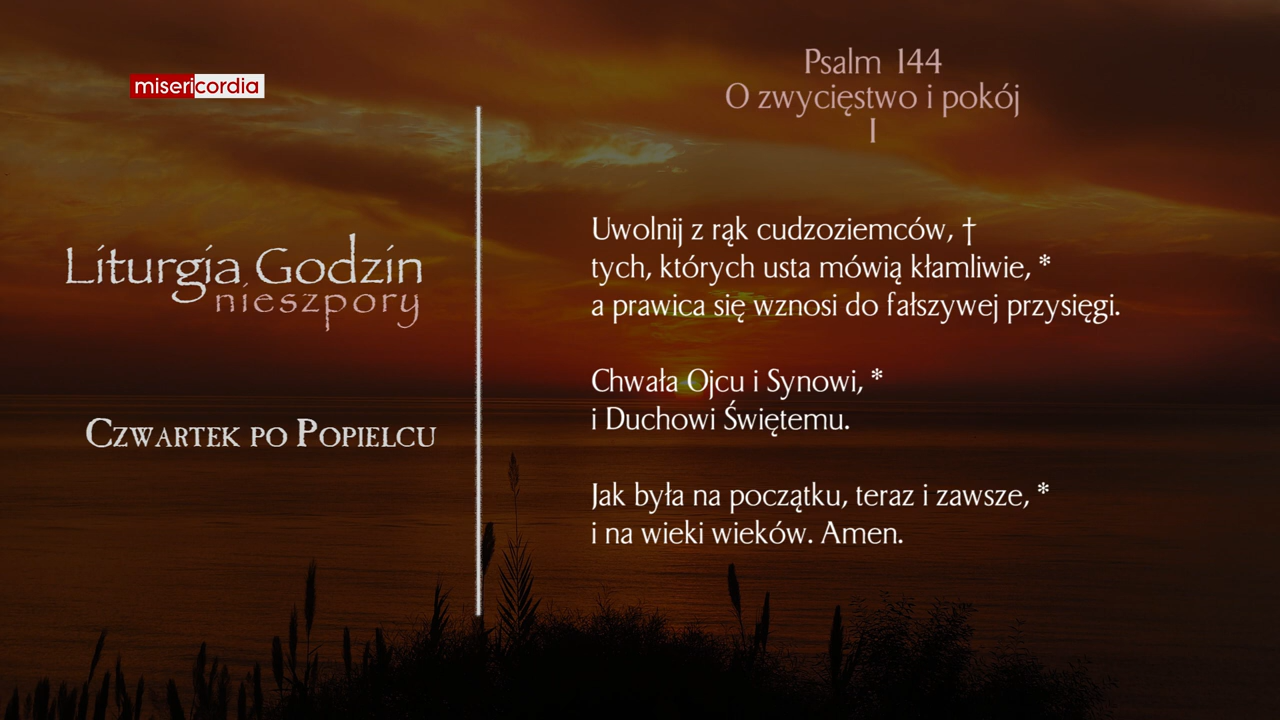 misericordia
Liturgia Godzin
nieszpory
Czwartek po Popielcu
Psalm 144
O zwycięstwo i pokój
I
Uwolnij z rąk cudzoziemców, †
tych, których usta mówią kłamliwie, *
a prawica się wznosi do fałszywej przysięgi.
Chwała Ojcu i Synowi, *
i Duchowi Świętemu.
Jak była na początku, teraz i zawsze, *
i na wieki wieków. Amen.